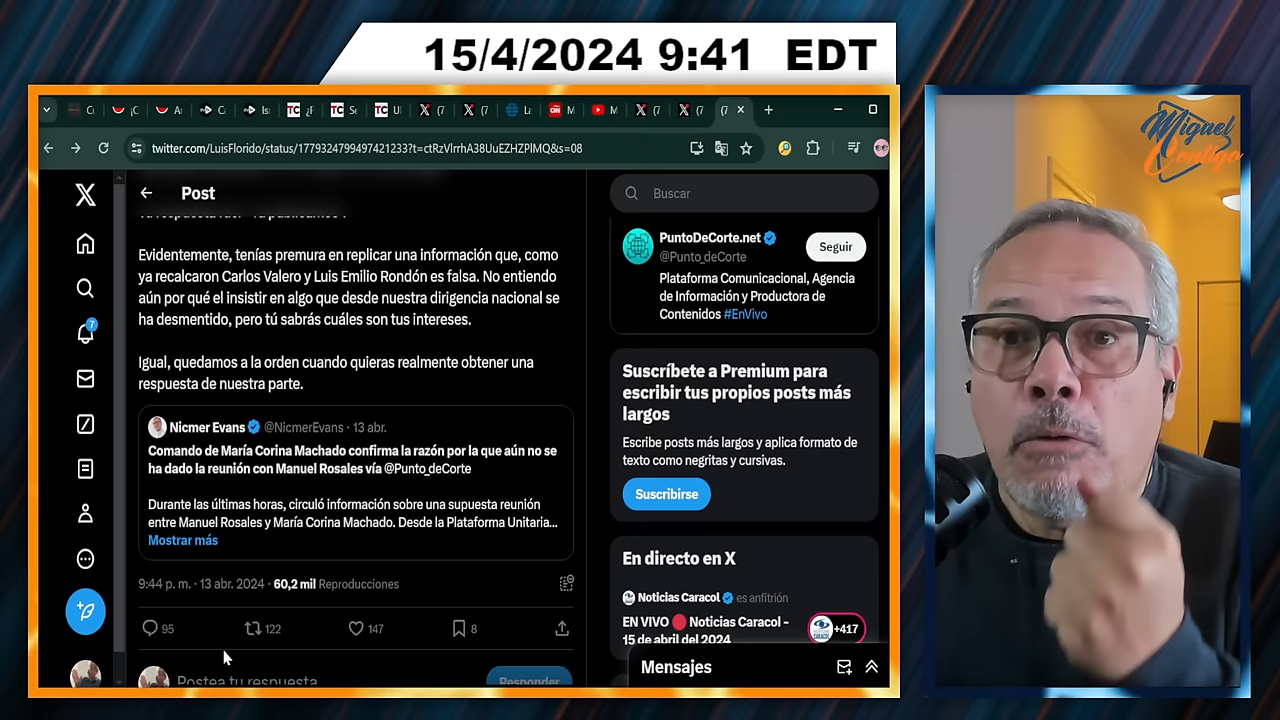 15/4/2024 9:41 EDT
twitter.com/LuisFlorido/status/1779324799497421233?t=ctRzVlrrhA38UuEZHZPlMQ&s=08
Post
Evidentemente, tenías premura en replicar una información que, como
ya recalcaron Carlos Valero y Luis Emilio Rondón es falsa. No entiendo
aún por qué el insistir en algo que desde nuestra dirigencia nacional se
ha desmentido, pero tú sabrás cuáles son tus intereses.
Igual, quedamos a la orden cuando quieras realmente obtener una
respuesta de nuestra parte.
Nicmer Evans @NicmerEvans · 13 abr.
Comando de María Corina Machado confirma la razón por la que aún no se
ha dado la reunión con Manuel Rosales vía @Punto_deCorte
Durante las últimas horas, circuló información sobre una supuesta reunión
entre Manuel Rosales y María Corina Machado. Desde la Plataforma Unitaria...
Mostrar más
9:44 p. m. · 13 abr. 2024 · 60,2 mil Reproducciones
95 122 147 8
Postea tu respuesta
Responder
7
Buscar
PuntoDeCorte.net
@Punto_deCorte
Seguir
Plataforma Comunicacional, Agencia
de Información y Productora de
Contenidos #EnVivo
Suscríbete a Premium para
escribir tus propios posts más
largos
Escribe posts más largos y aplica formato de
texto como negritas y cursivas.
Suscribirse
En directo en X
Noticias Caracol es anfitrión
EN VIVO 🔴 Noticias Caracol -
15 de abril del 2024
+417
Mensajes
Miguel
Contigo